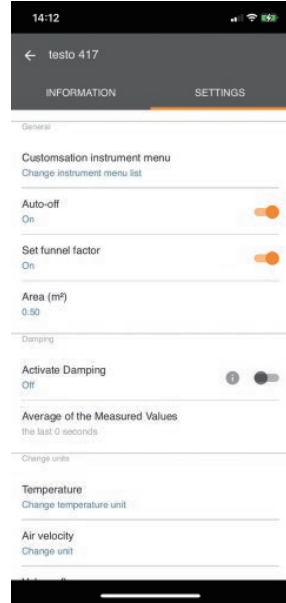 14:12
testo 417
INFORMATION SETTINGS
General
Customsation instrument menu
Change instrument menu list
Auto-off
On
Set funnel factor
On
Area (m²)
0.50
Damping
Activate Damping
Off
Average of the Measured Values
the last 0 seconds
Change units
Temperature
Change temperature unit
Air velocity
Change unit